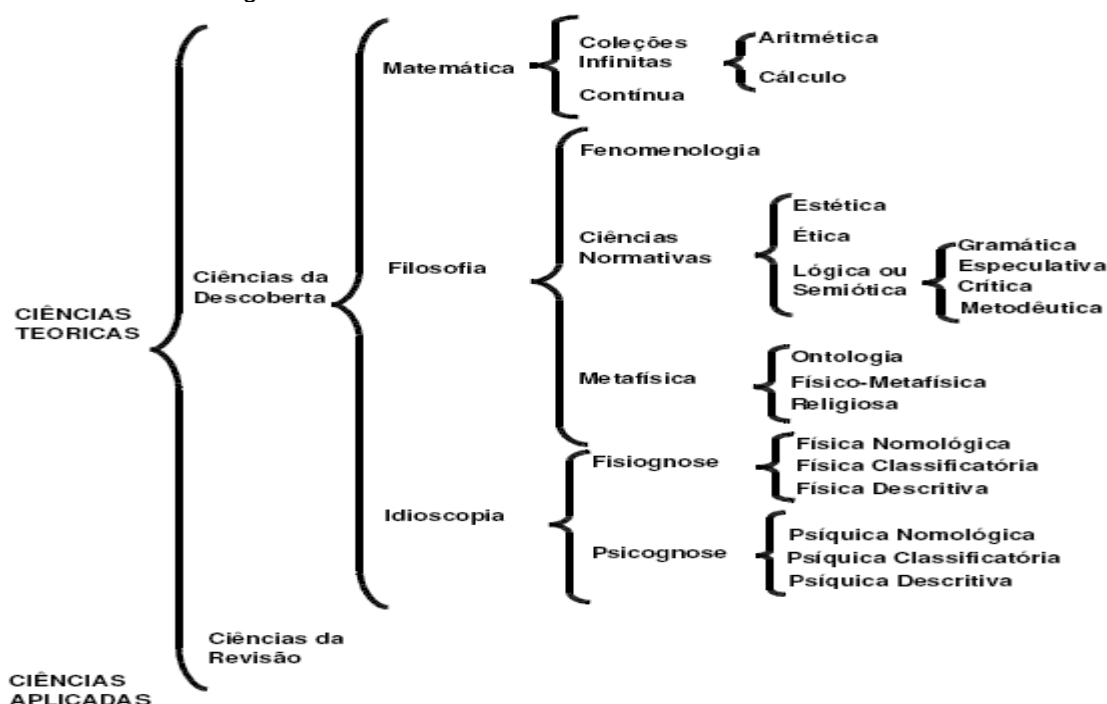 Matemática
Coleções
Infinitas
Aritmética
Cálculo
Contínua
Fenomenologia
Ciências
Normativas
Estética
Ética
Lógica ou
Semiótica
Gramática
Especulativa
Crítica
Metodêutica
Filosofia
Ciências da
Descoberta
CIÊNCIAS
TEORICAS
Metafísica
Ontologia
Físico-Metafísica
Religiosa
Idioscopia
Fisiognose
Física Nomológica
Física Classificatória
Física Descritiva
Psicognose
Psíquica Nomológica
Psíquica Classificatória
Psíquica Descritiva
Ciências da
Revisão
CIÊNCIAS
APLICADAS